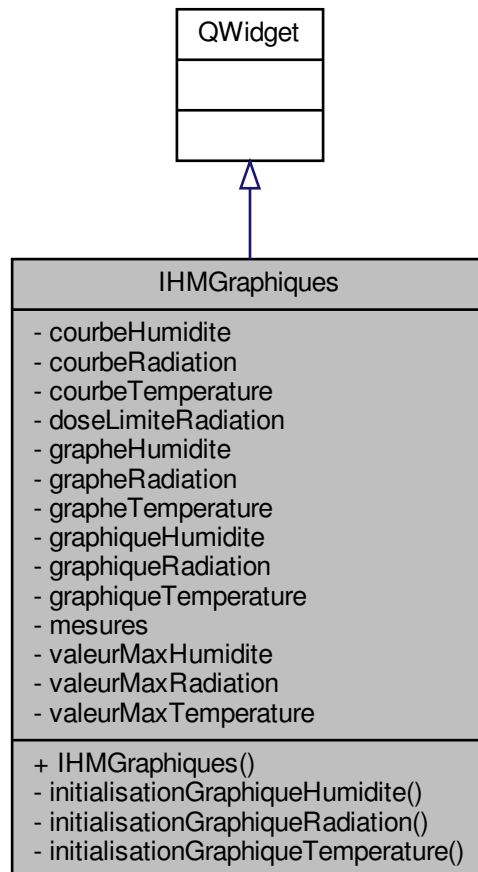 QWidget
IHMGraphiques
- courbeHumidite
- courbeRadiation
- courbeTemperature
- doseLimiteRadiation
- grapheHumidite
- grapheRadiation
- grapheTemperature
- graphiqueHumidite
- graphiqueRadiation
- graphiqueTemperature
- mesures
- valeurMaxHumidite
- valeurMaxRadiation
- valeurMaxTemperature
+ IHMGraphiques()
- initialisationGraphiqueHumidite()
- initialisationGraphiqueRadiation()
- initialisationGraphiqueTemperature()